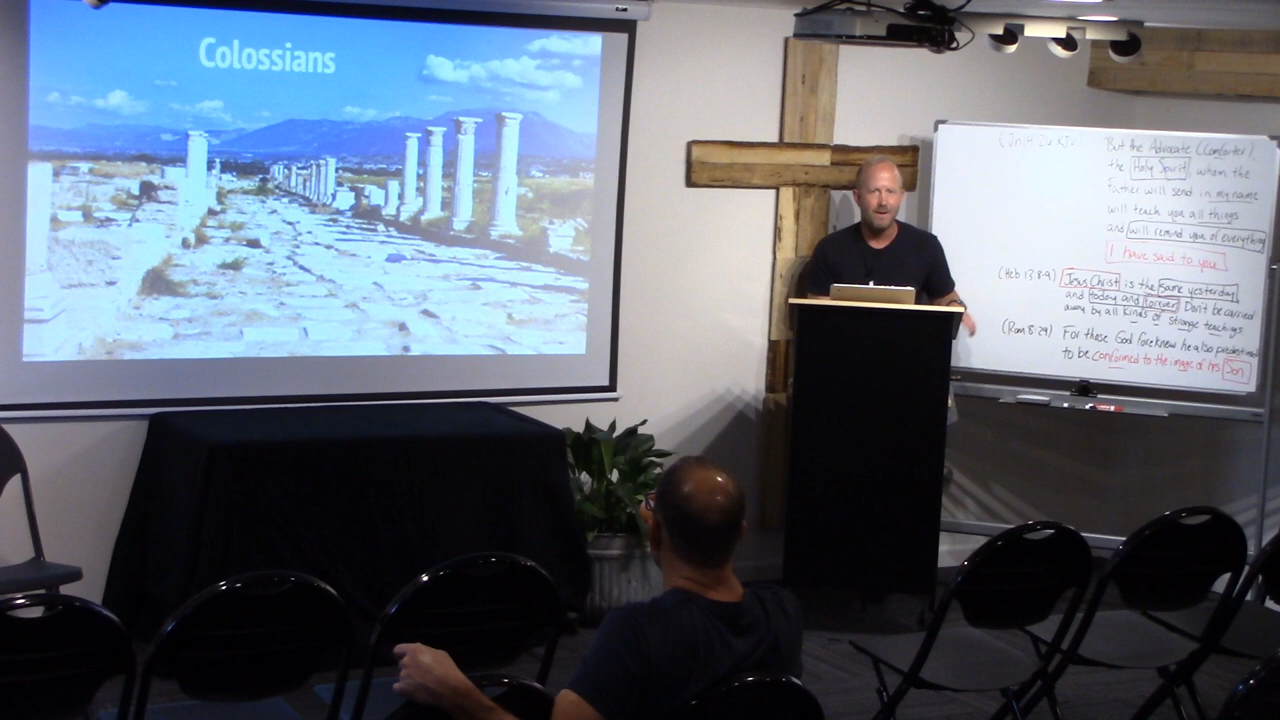 Colossians
(Jn 14:26 KJV) But the Advocate (Comforter),
the Holy Spirit, whom the
father will send in my name
will teach you all things
and will remind you of everything
I have said to you
(Heb 13:8-9) Jesus Christ is the same yesterday
and today and forever! Don't be carried
away by all kinds of strange teachings
(Rom 8:29) For those God foreknew he also predestined
to be conformed to the image of his Son